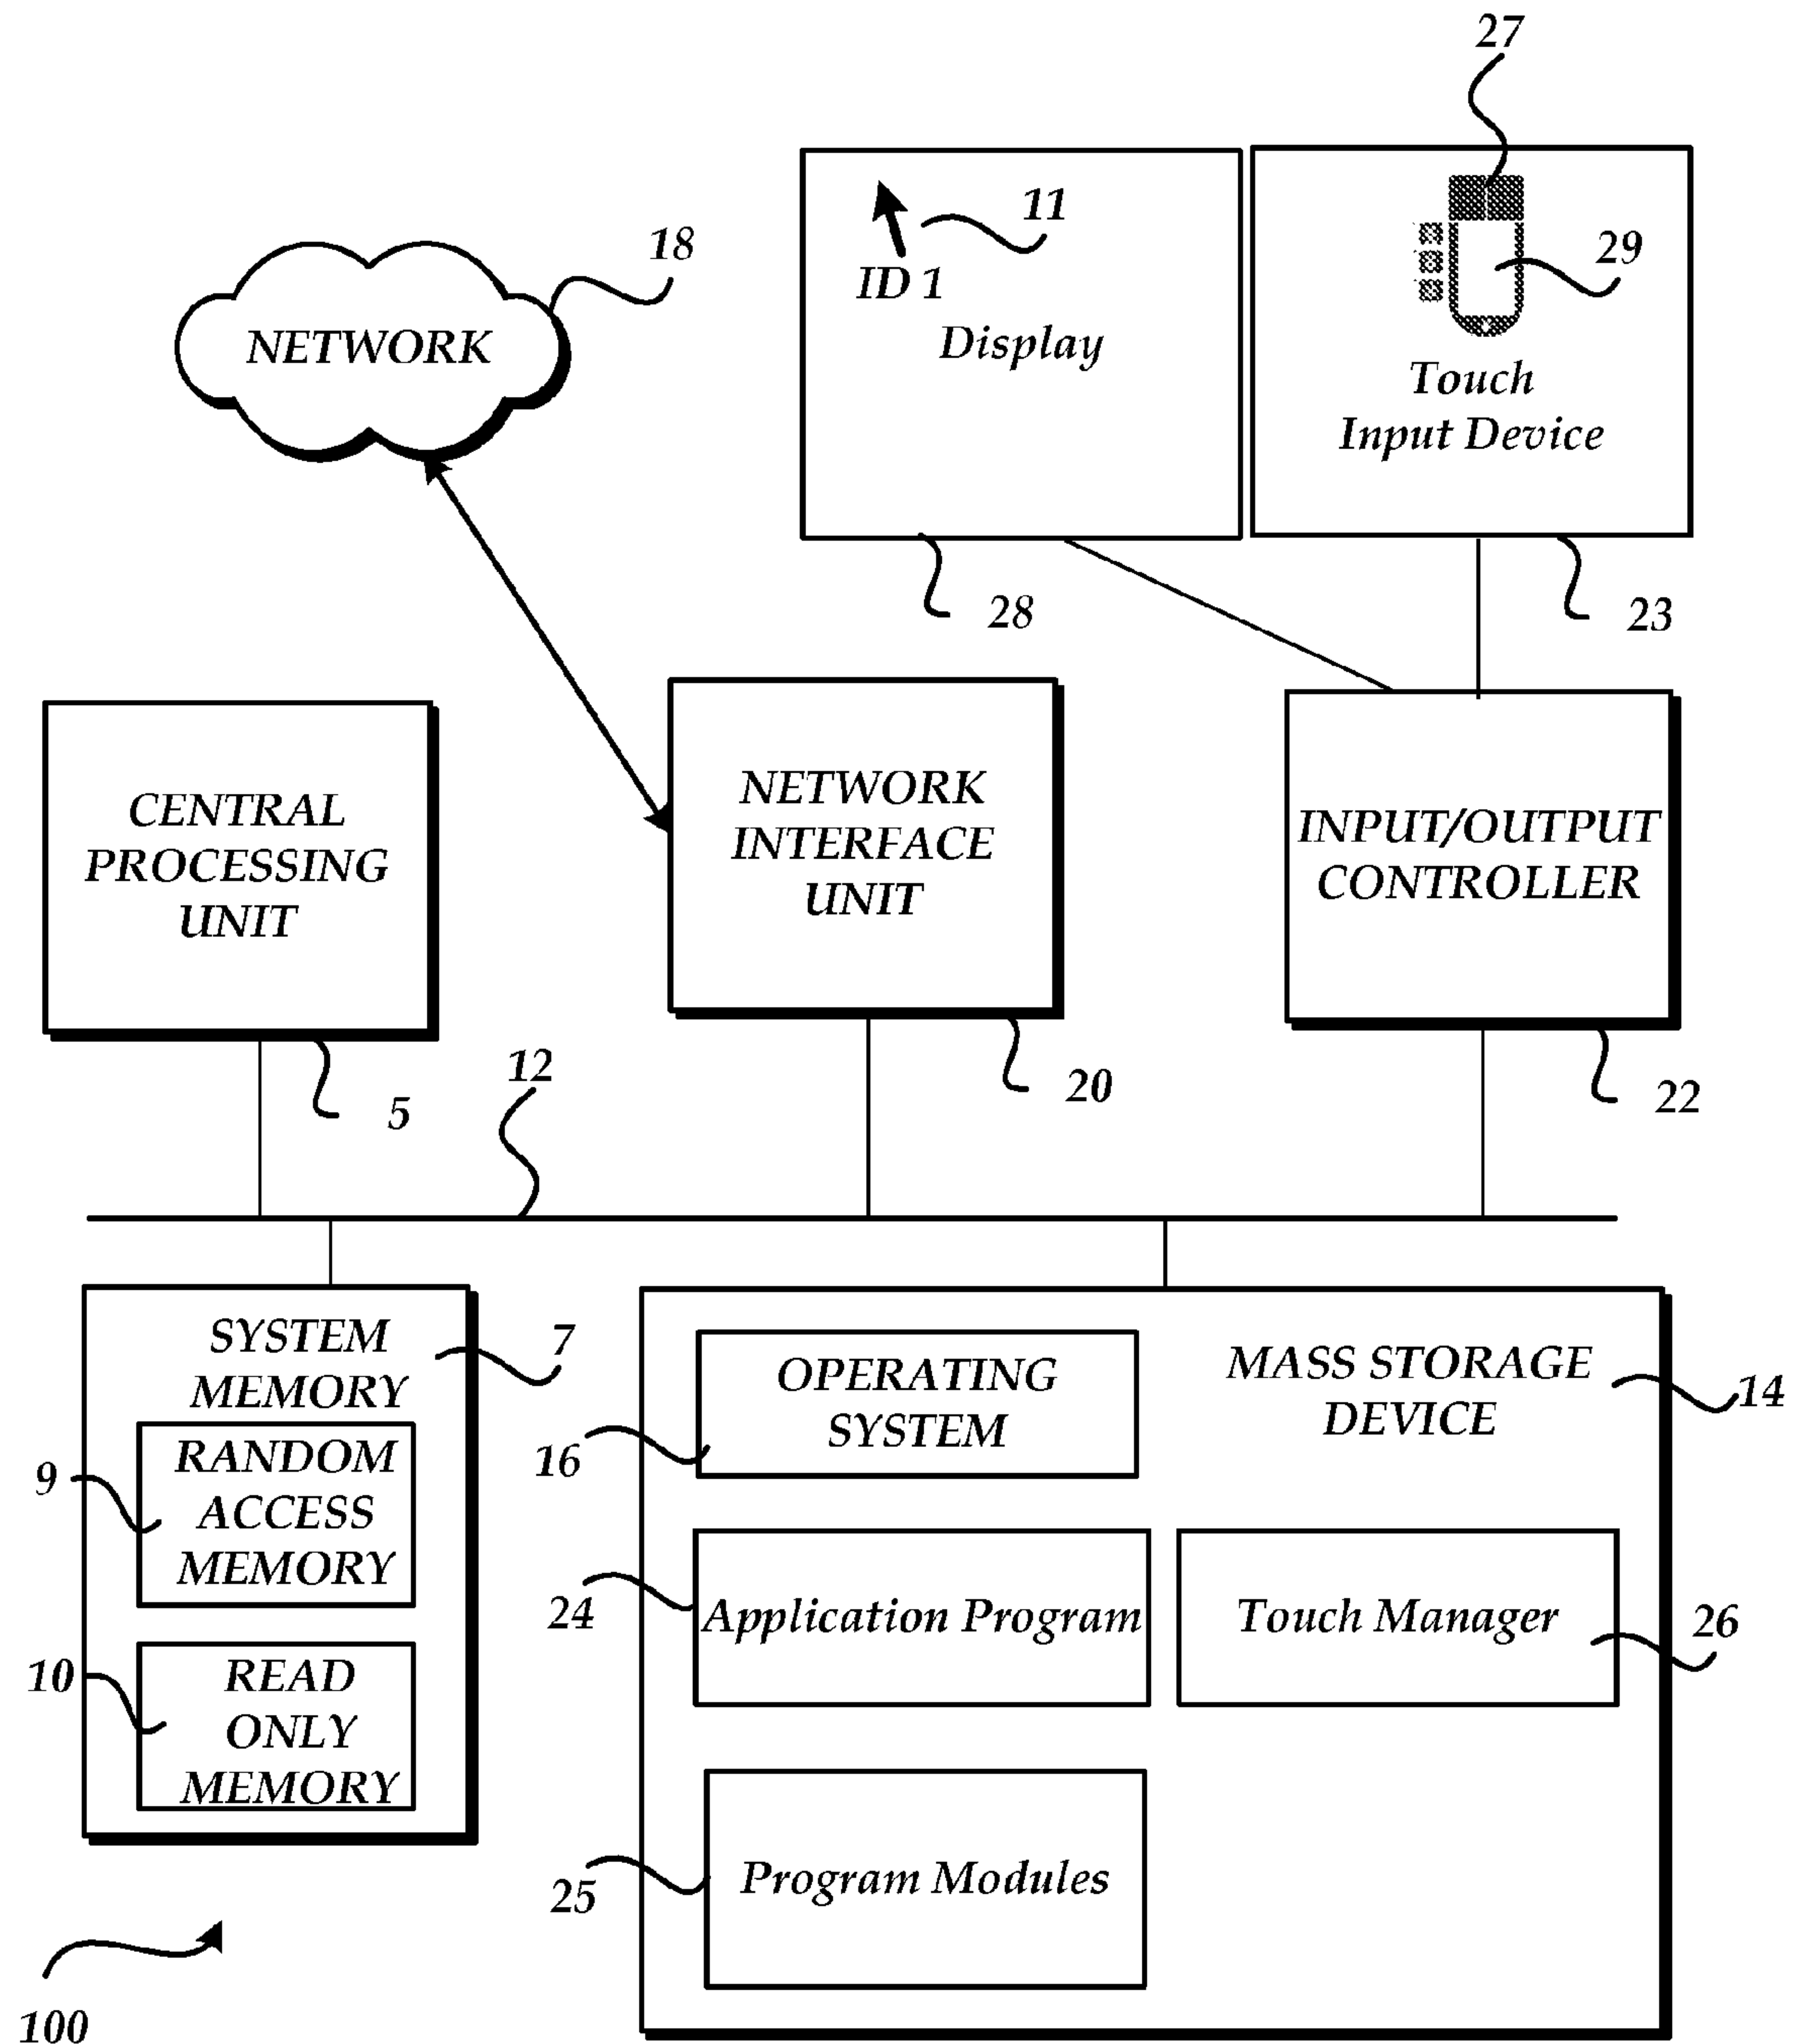 27
11
ID 1
Display
29
Touch
Input Device
18
NETWORK
28
23
CENTRAL
PROCESSING
UNIT
NETWORK
INTERFACE
UNIT
INPUT/OUTPUT
CONTROLLER
5
12
20
22
SYSTEM
MEMORY
7
RANDOM
ACCESS
MEMORY
9
READ
ONLY
MEMORY
10
OPERATING
SYSTEM
16
MASS STORAGE
DEVICE
14
Application Program
24
Touch Manager
26
Program Modules
25
100